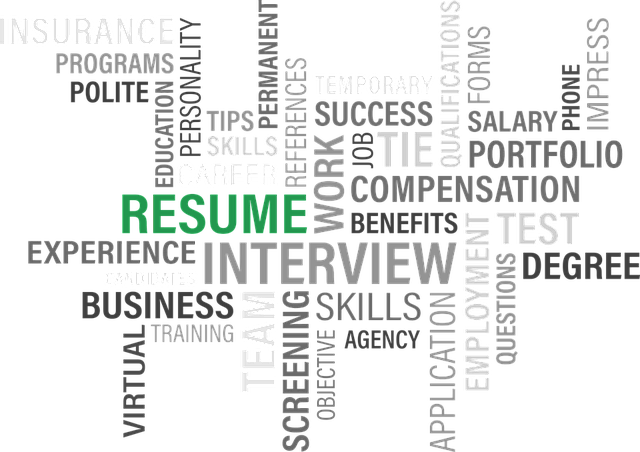 INSURANCE
PROGRAMS
POLITE
EDUCATION
PERSONALITY
TIPS
SKILLS
CAREER
PERMANENT
REFERENCES
TEMPORARY
SUCCESS
WORK
JOB
TIE
QUALIFICATIONS
FORMS
SALARY
PHONE
IMPRESS
PORTFOLIO
COMPENSATION
RESUME
BENEFITS
TEST
EXPERIENCE
INTERVIEW
DEGREE
CANDIDATES
BUSINESS
TRAINING
VIRTUAL
TEAM
SCREENING
SKILLS
OBJECTIVE
AGENCY
APPLICATION
EMPLOYMENT
QUESTIONS